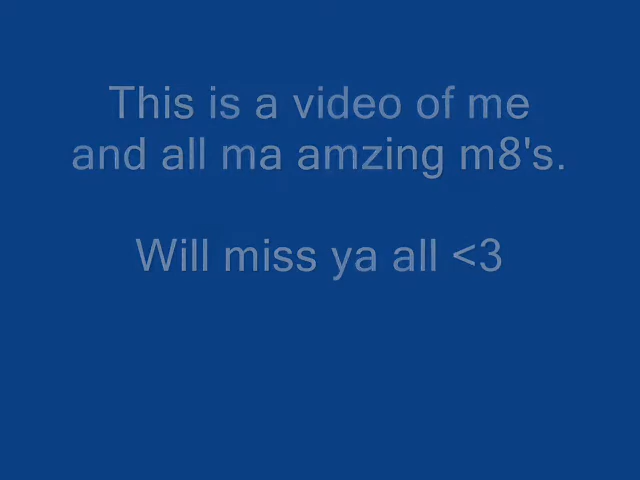 This is a video of me
and all ma amzing m8's.
Will miss ya all <3